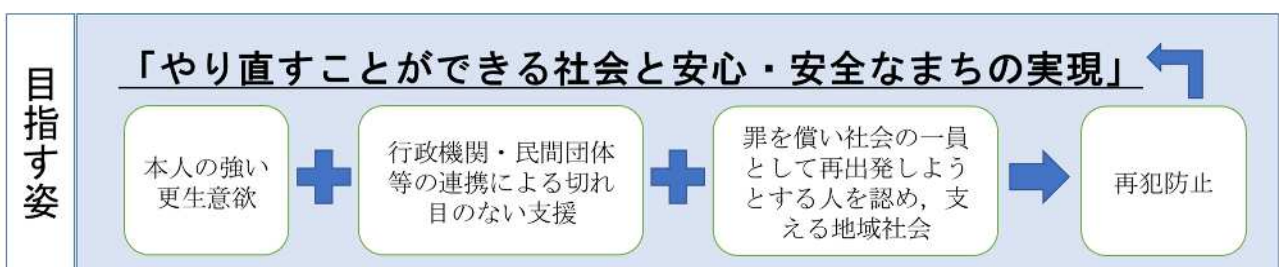 目指す姿
「やり直すことができる社会と安心・安全なまちの実現」
本人の強い
更生意欲
行政機関・民間団体
等の連携による切れ
目のない支援
罪を償い社会の一員
として再出発しよう
とする人を認め，支
える地域社会
再犯防止